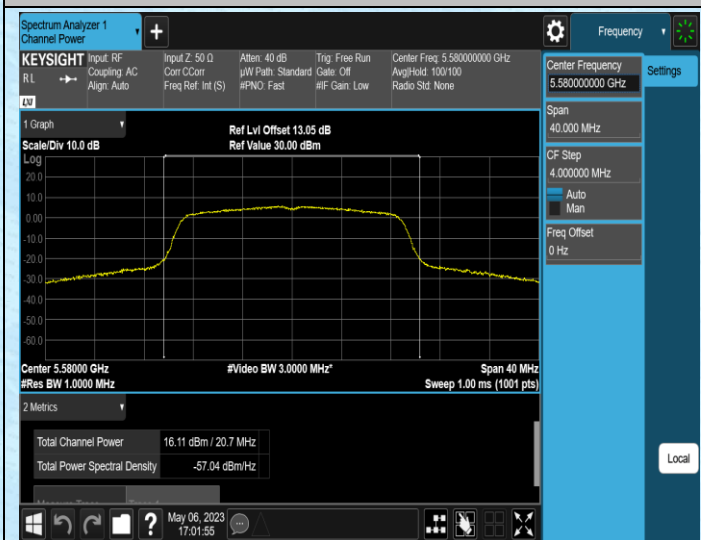 Spectrum Analyzer 1
Channel Power
Frequency
KEYSIGHT
RL
LXI
Input: RF
Coupling: AC
Align: Auto
Input Z: 50 Ω
Corr CCorr
Freq Ref: Int (S)
Atten: 40 dB
µW Path: Standard
#PNO: Fast
Trig: Free Run
Gate: Off
#IF Gain: Low
Center Freq: 5.580000000 GHz
Avg|Hold: 100/100
Radio Std: None
Center Frequency
5.580000000 GHz
Settings
Span
40.000 MHz
CF Step
4.000000 MHz
Auto
Man
Freq Offset
0 Hz
1 Graph
Ref Lvl Offset 13.05 dB
Scale/Div 10.0 dB
Ref Value 30.00 dBm
Log
20.0
10.0
0.00
-10.0
-20.0
-30.0
-40.0
-50.0
-60.0
Center 5.58000 GHz
#Video BW 3.0000 MHz*
Span 40 MHz
#Res BW 1.0000 MHz
Sweep 1.00 ms (1001 pts)
2 Metrics
Total Channel Power
16.11 dBm / 20.7 MHz
Total Power Spectral Density
-57.04 dBm/Hz
Local
?
May 06, 2023
17:01:55